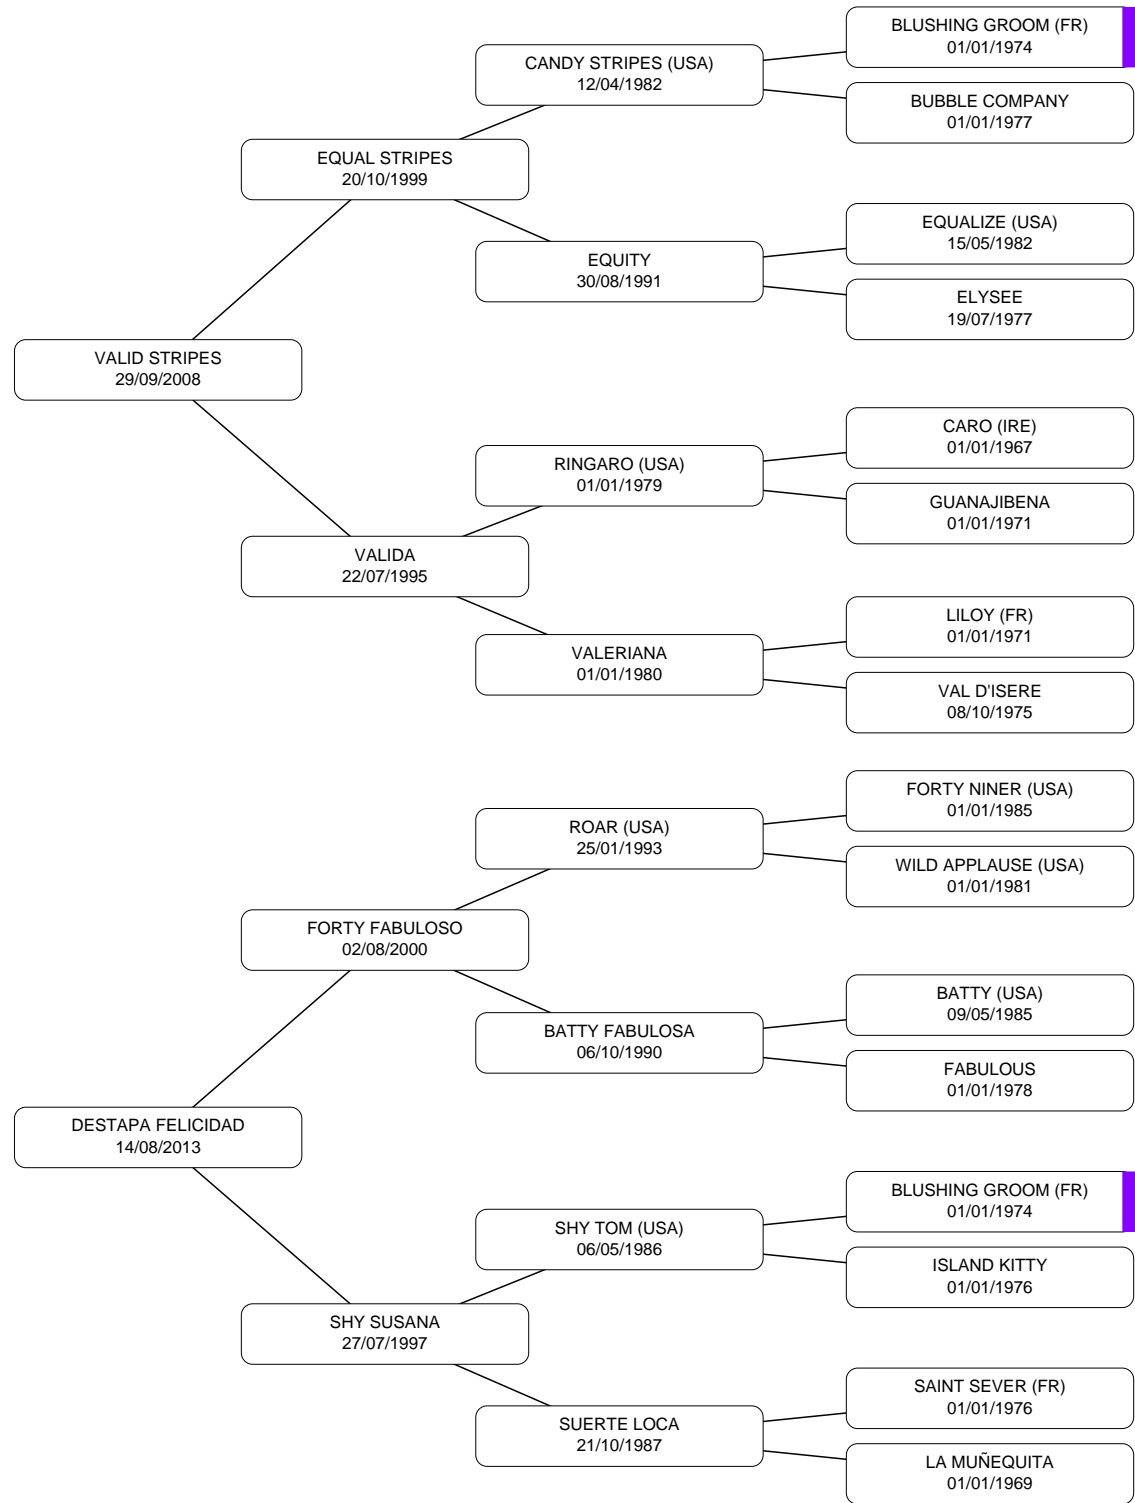 BLUSHING GROOM (FR)
01/01/1974
CANDY STRIPES (USA)
12/04/1982
BUBBLE COMPANY
01/01/1977
EQUAL STRIPES
20/10/1999
EQUALIZE (USA)
15/05/1982
EQUITY
30/08/1991
ELYSEE
19/07/1977
VALID STRIPES
29/09/2008
CARO (IRE)
01/01/1967
RINGARO (USA)
01/01/1979
GUANAJIBENA
01/01/1971
VALIDA
22/07/1995
LILOY (FR)
01/01/1971
VALERIANA
01/01/1980
VAL D'ISERE
08/10/1975
FORTY NINER (USA)
01/01/1985
ROAR (USA)
25/01/1993
WILD APPLAUSE (USA)
01/01/1981
FORTY FABULOSO
02/08/2000
BATTY (USA)
09/05/1985
BATTY FABULOSA
06/10/1990
FABULOUS
01/01/1978
DESTAPA FELICIDAD
14/08/2013
BLUSHING GROOM (FR)
01/01/1974
SHY TOM (USA)
06/05/1986
ISLAND KITTY
01/01/1976
SHY SUSANA
27/07/1997
SAINT SEVER (FR)
01/01/1976
SUERTE LOCA
21/10/1987
LA MUÑEQUITA
01/01/1969